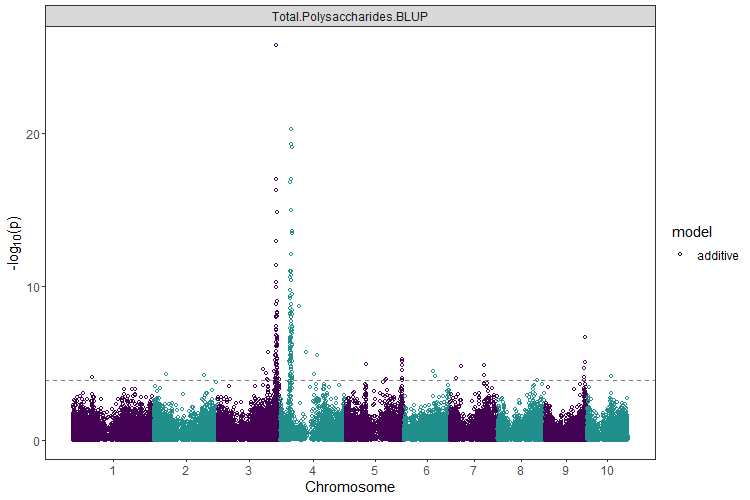 Total.Polysaccharides.BLUP
-log10(p)
20
10
0
1 2 3 4 5 6 7 8 9 10
Chromosome
model
additive